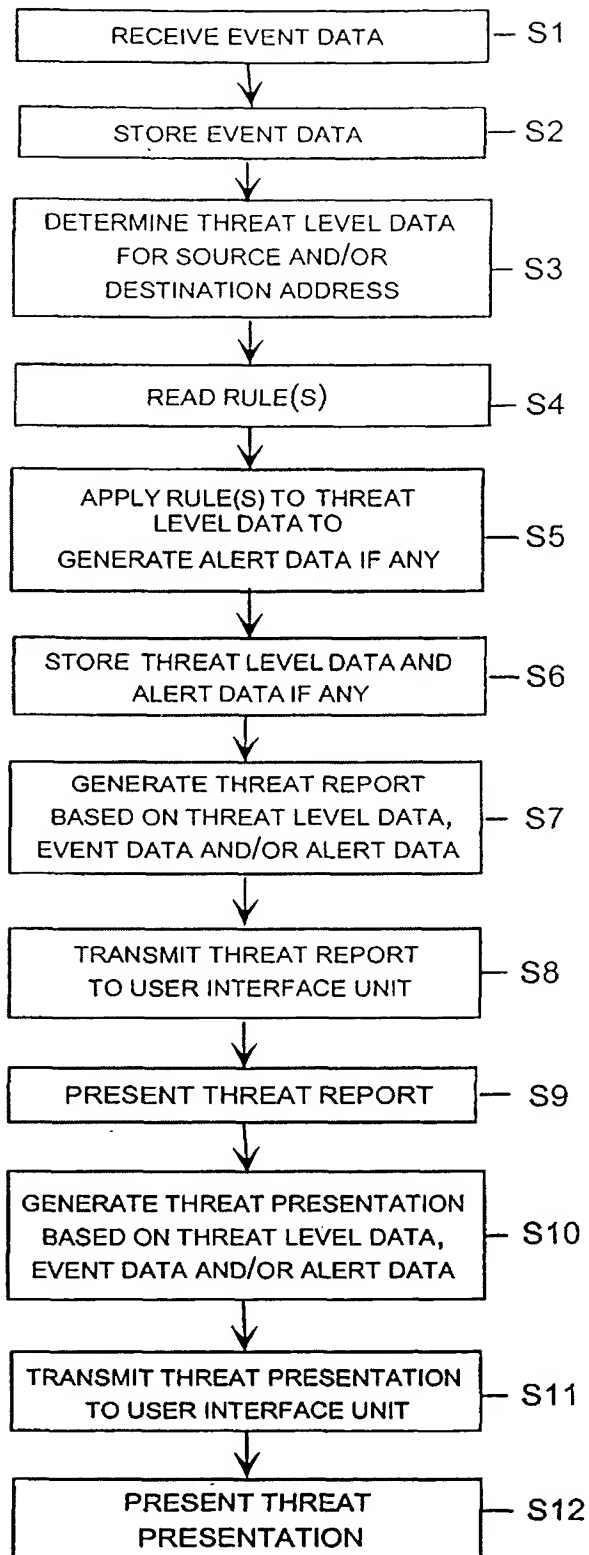 RECEIVE EVENT DATA
S1
STORE EVENT DATA
S2
DETERMINE THREAT LEVEL DATA
FOR SOURCE AND/OR
DESTINATION ADDRESS
S3
READ RULE(S)
S4
APPLY RULE(S) TO THREAT
LEVEL DATA TO
GENERATE ALERT DATA IF ANY
S5
STORE THREAT LEVEL DATA AND
ALERT DATA IF ANY
S6
GENERATE THREAT REPORT
BASED ON THREAT LEVEL DATA,
EVENT DATA AND/OR ALERT DATA
S7
TRANSMIT THREAT REPORT
TO USER INTERFACE UNIT
S8
PRESENT THREAT REPORT
S9
GENERATE THREAT PRESENTATION
BASED ON THREAT LEVEL DATA,
EVENT DATA AND/OR ALERT DATA
S10
TRANSMIT THREAT PRESENTATION
TO USER INTERFACE UNIT
S11
PRESENT THREAT
PRESENTATION
S12